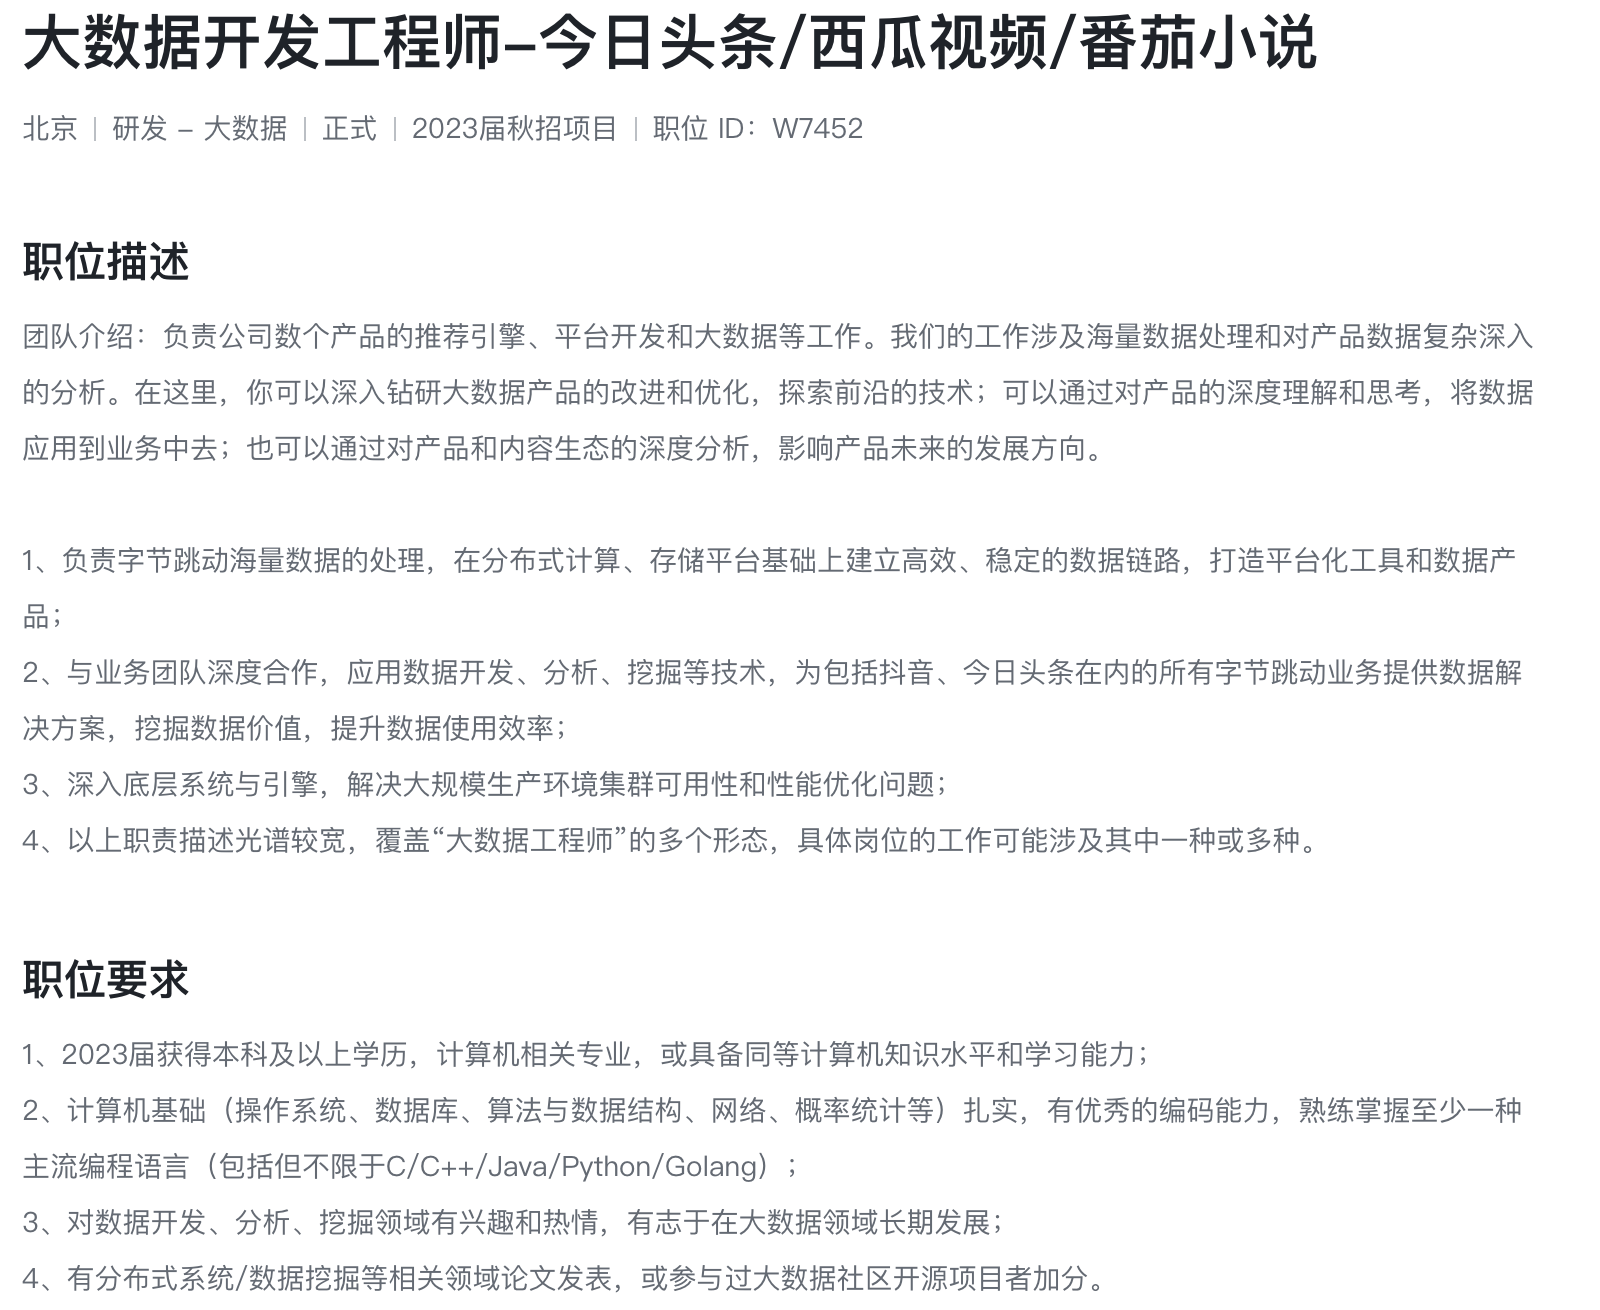 大数据开发工程师–今日头条/西瓜视频/番茄小说
北京 | 研发 – 大数据 | 正式 | 2023届秋招项目 | 职位 ID：W7452
职位描述
团队介绍：负责公司数个产品的推荐引擎、平台开发和大数据等工作。我们的工作涉及海量数据处理和对产品数据复杂深入
的分析。在这里，你可以深入钻研大数据产品的改进和优化，探索前沿的技术；可以通过对产品的深度理解和思考，将数据
应用到业务中去；也可以通过对产品和内容生态的深度分析，影响产品未来的发展方向。
1、负责字节跳动海量数据的处理，在分布式计算、存储平台基础上建立高效、稳定的数据链路，打造平台化工具和数据产
品；
2、与业务团队深度合作，应用数据开发、分析、挖掘等技术，为包括抖音、今日头条在内的所有字节跳动业务提供数据解
决方案，挖掘数据价值，提升数据使用效率；
3、深入底层系统与引擎，解决大规模生产环境集群可用性和性能优化问题；
4、以上职责描述光谱较宽，覆盖“大数据工程师”的多个形态，具体岗位的工作可能涉及其中一种或多种。
职位要求
1、2023届获得本科及以上学历，计算机相关专业，或具备同等计算机知识水平和学习能力；
2、计算机基础（操作系统、数据库、算法与数据结构、网络、概率统计等）扎实，有优秀的编码能力，熟练掌握至少一种
主流编程语言（包括但不限于C/C++/Java/Python/Golang）；
3、对数据开发、分析、挖掘领域有兴趣和热情，有志于在大数据领域长期发展；
4、有分布式系统/数据挖掘等相关领域论文发表，或参与过大数据社区开源项目者加分。